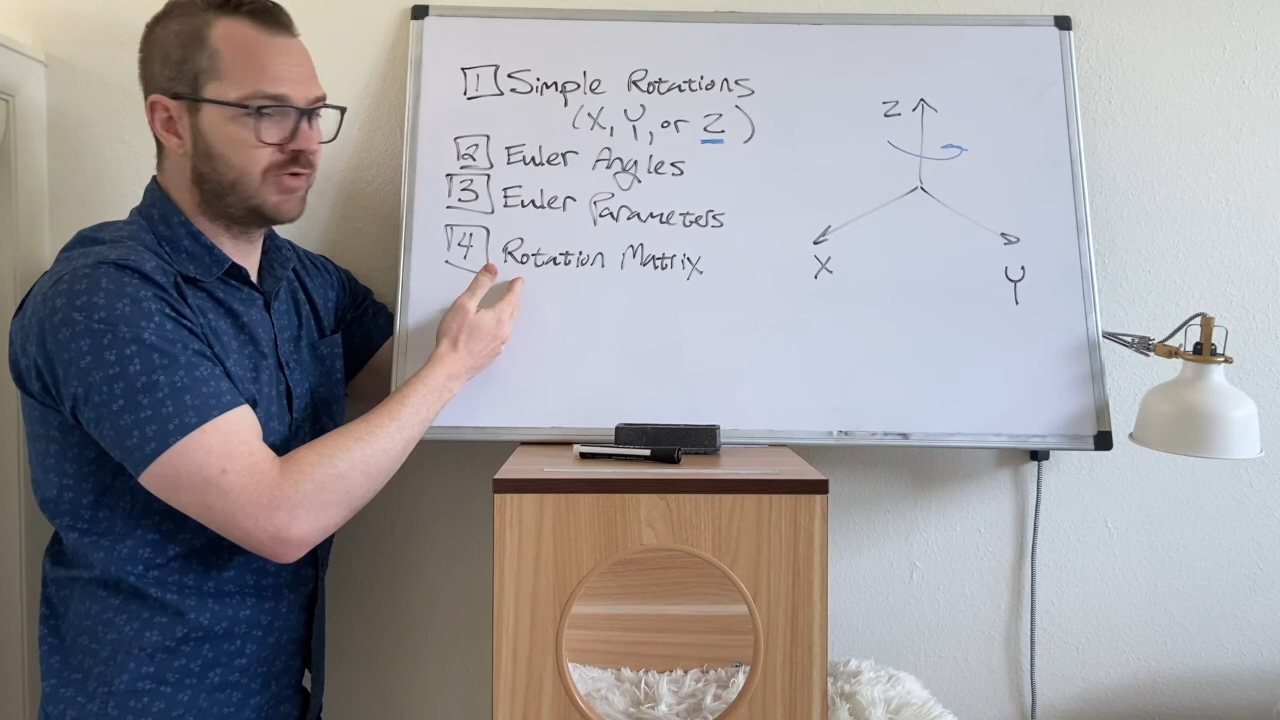 1 Simple Rotations
(X, Y, or Z)
2 Euler Angles
3 Euler Parameters
4 Rotation Matrix
Z
X
Y